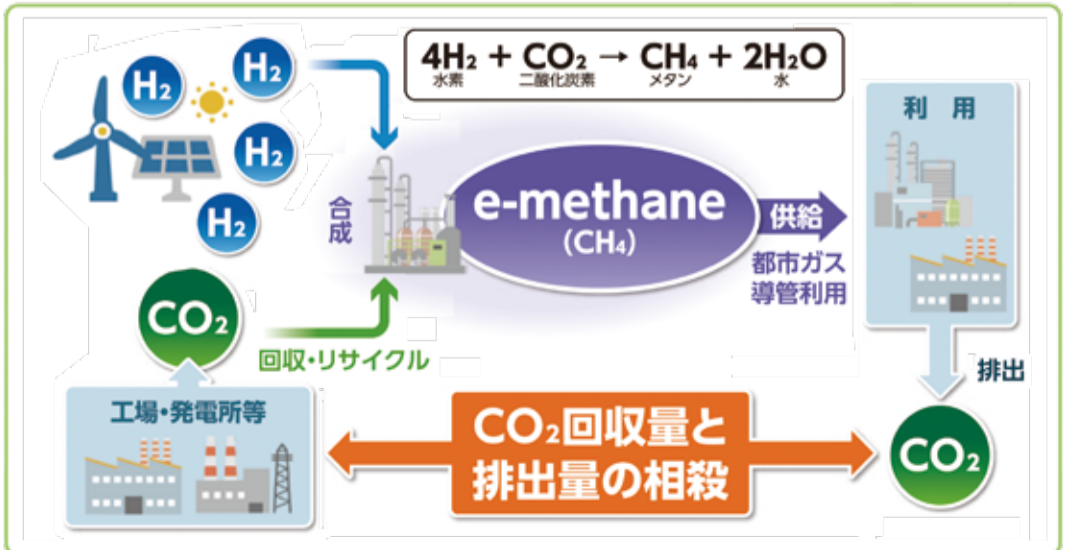 4H₂ + CO₂ → CH₄ + 2H₂O
水素 二酸化炭素 メタン 水
H₂
H₂
H₂
H₂
合成
e-methane
(CH₄)
供給
都市ガス
導管利用
利 用
CO₂
回収・リサイクル
工場・発電所等
排出
CO₂回収量と
排出量の相殺
CO₂